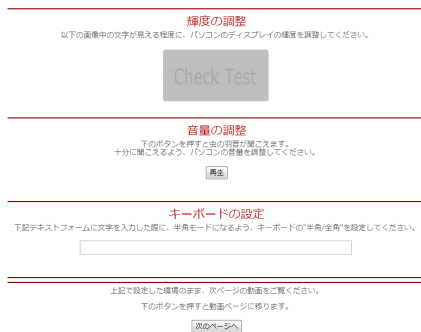 輝度の調整
以下の画像中の文字が見える程度に、パソコンのディスプレイの輝度を調整してください。
Check Test
音量の調整
下のボタンを押すと虫の羽音が聞こえます。
十分に聞こえるよう、パソコンの音量を調整してください。
再生
キーボードの設定
下記テキストフォームに文字を入力した際に、半角モードになるよう、キーボードの"半角/全角"を設定してください。
上記で設定した環境のまま、次ページの動画をご覧ください。
下のボタンを押すと動画ページに移ります。
次のページへ